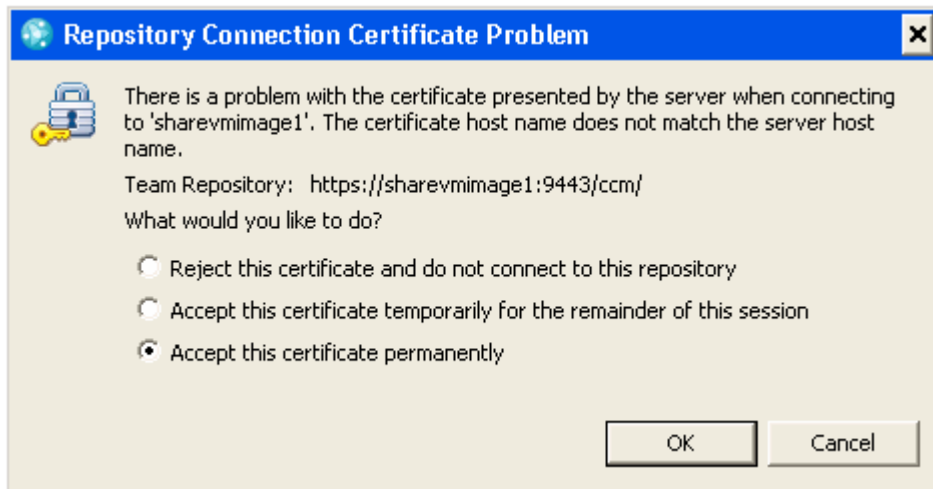 Repository Connection Certificate Problem
There is a problem with the certificate presented by the server when connecting
to 'sharevmimage1'. The certificate host name does not match the server host
name.
Team Repository: https://sharevmimage1:9443/ccm/
What would you like to do?
Reject this certificate and do not connect to this repository
Accept this certificate temporarily for the remainder of this session
Accept this certificate permanently
OK Cancel